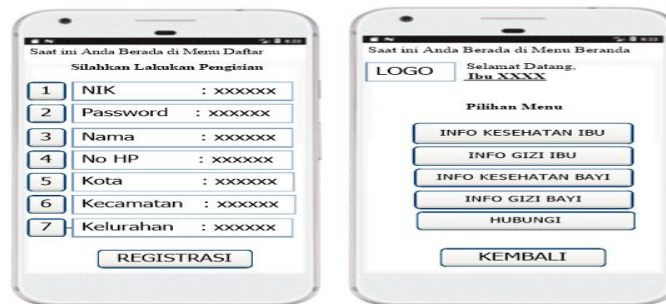 Saat ini Anda Berada di Menu Daftar
Silahkan Lakukan Pengisian
1 NIK : xxxxxx
2 Password : xxxxxx
3 Nama : xxxxxx
4 No HP : xxxxxx
5 Kota : xxxxxx
6 Kecamatan : xxxxxx
7 Kelurahan : xxxxxx
REGISTRASI
Saat ini Anda Berada di Menu Beranda
LOGO
Selamat Datang,
Ibu XXXX
Pilihan Menu
INFO KESEHATAN IBU
INFO GIZI IBU
INFO KESEHATAN BAYI
INFO GIZI BAYI
HUBUNGI
KEMBALI